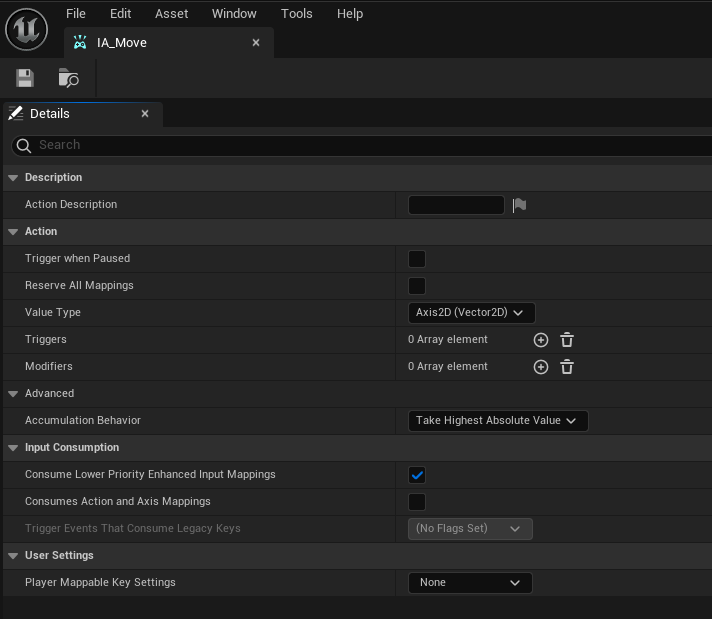 File Edit Asset Window Tools Help
IA_Move
Details
Search
Description
Action Description
Action
Trigger when Paused
Reserve All Mappings
Value Type Axis2D (Vector2D)
Triggers 0 Array element
Modifiers 0 Array element
Advanced
Accumulation Behavior Take Highest Absolute Value
Input Consumption
Consume Lower Priority Enhanced Input Mappings
Consumes Action and Axis Mappings
Trigger Events That Consume Legacy Keys (No Flags Set)
User Settings
Player Mappable Key Settings None